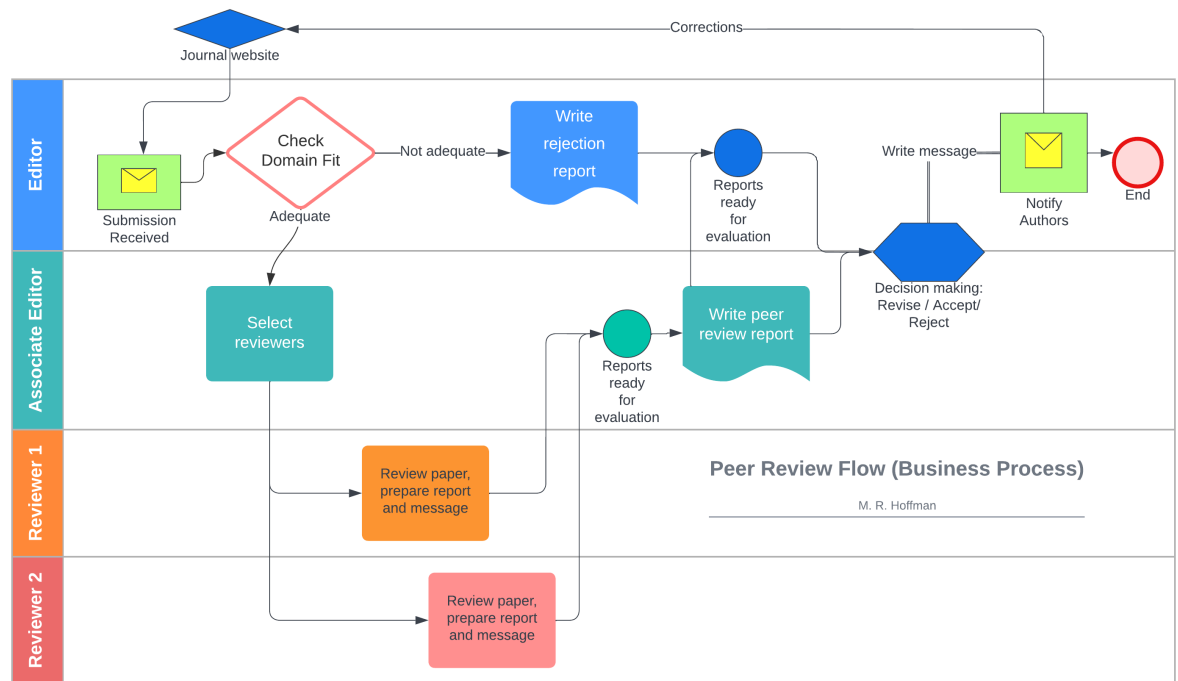 Corrections
Journal website
Editor
Submission
Received
Check
Domain Fit
Not adequate
Adequate
Write
rejection
report
Reports
ready
for
evaluation
Write message
Notify
Authors
End
Associate Editor
Select
reviewers
Reports
ready
for
evaluation
Write peer
review report
Decision making:
Revise / Accept/
Reject
Reviewer 1
Review paper,
prepare report
and message
Peer Review Flow (Business Process)
M. R. Hoffman
Reviewer 2
Review paper,
prepare report
and message